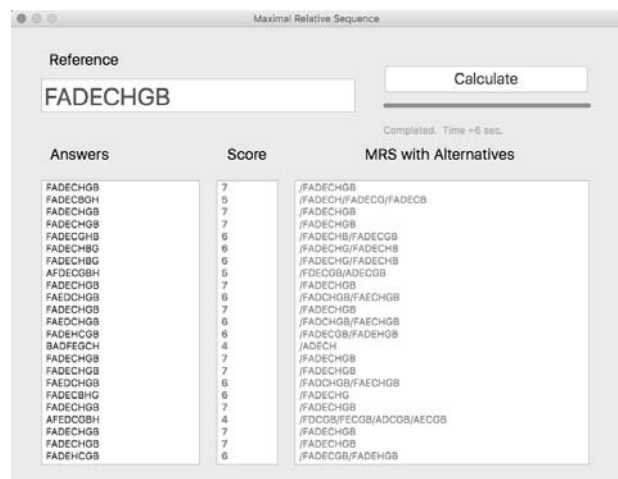 Maximal Relative Sequence
Reference
Calculate
FADECHGB
Completed. Time =6 sec.
Answers Score MRS with Alternatives
FADECHGB 7 /FADECHGB
FADECBGH 5 /FADECH/FADECG/FADECB
FADECHGB 7 /FADECHGB
FADECHGB 7 /FADECHGB
FADECGHB 6 /FADECHB/FADECGB
FADECHBG 6 /FADECHG/FADECHB
FADECHBG 6 /FADECHG/FADECHB
AFDECGBH 5 /FDECGB/ADECGB
FADECHGB 7 /FADECHGB
FAEDCHGB 6 /FADCHGB/FAECHGB
FADECHGB 7 /FADECHGB
FAEDCHGB 6 /FADCHGB/FAECHGB
FADEHCGB 6 /FADECGB/FADEHGB
BADFEGCH 4 /ADECH
FADECHGB 7 /FADECHGB
FADECHGB 7 /FADECHGB
FAEDCHGB 6 /FADCHGB/FAECHGB
FADECBHG 6 /FADECHG
FADECHGB 7 /FADECHGB
AFEDCGBH 4 /FDCGB/FECGB/ADCGB/AECGB
FADECHGB 7 /FADECHGB
FADECHGB 7 /FADECHGB
FADEHCGB 6 /FADECGB/FADEHGB